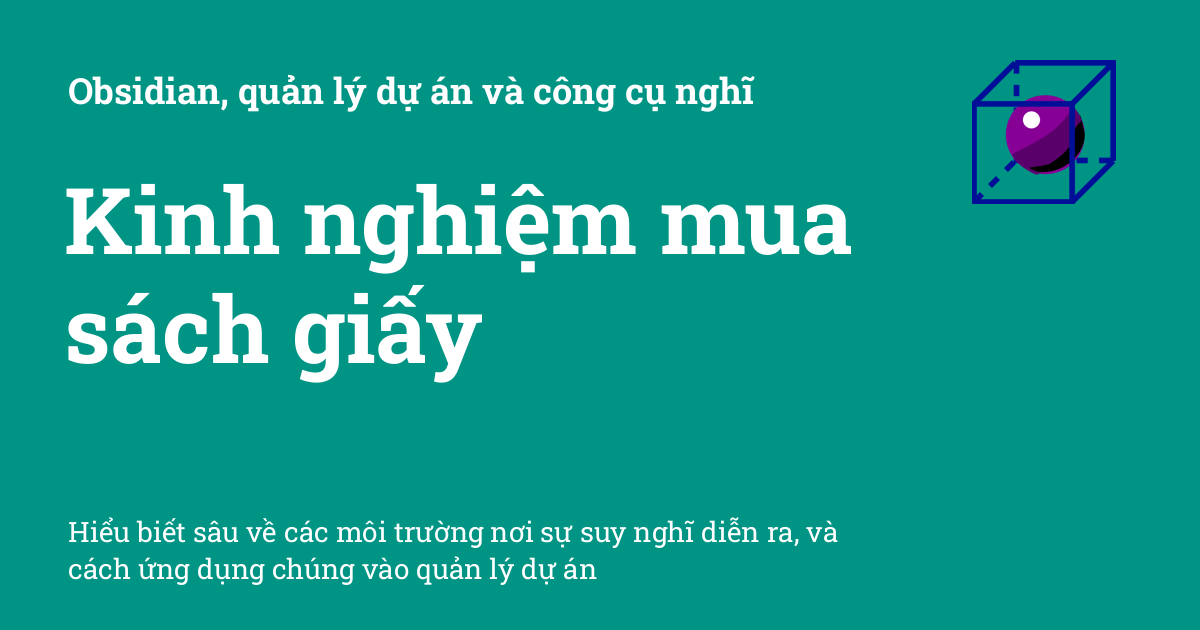 Obsidian, quản lý dự án và công cụ nghĩ
Kinh nghiệm mua
sách giấy
Hiểu biết sâu về các môi trường nơi sự suy nghĩ diễn ra, và
cách ứng dụng chúng vào quản lý dự án